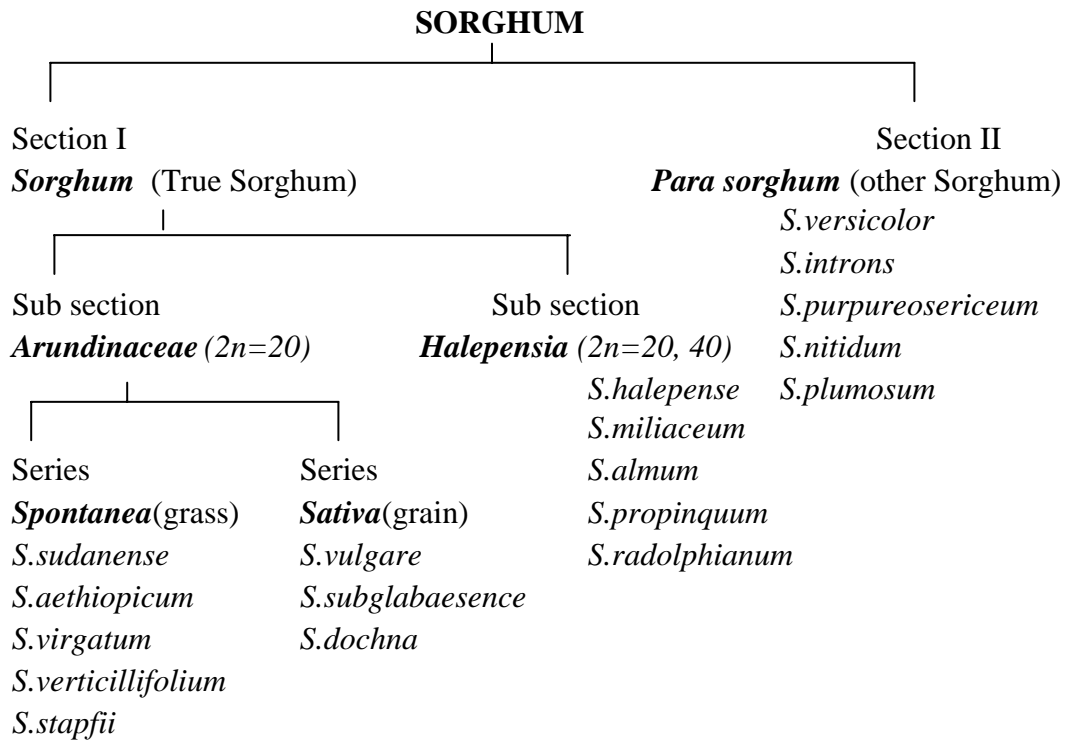 SORGHUM
Section I
Sorghum (True Sorghum)
Section II
Para sorghum (other Sorghum)
S.versicolor
S.introns
S.purpureosericeum
S.nitidum
S.plumosum
Sub section
Arundinaceae (2n=20)
Sub section
Halepensia (2n=20, 40)
S.halepense
S.miliaceum
S.almum
S.propinquum
S.radolphianum
Series
Spontanea(grass)
S.sudanense
S.aethiopicum
S.virgatum
S.verticillifolium
S.stapfii
Series
Sativa(grain)
S.vulgare
S.subglabaesence
S.dochna